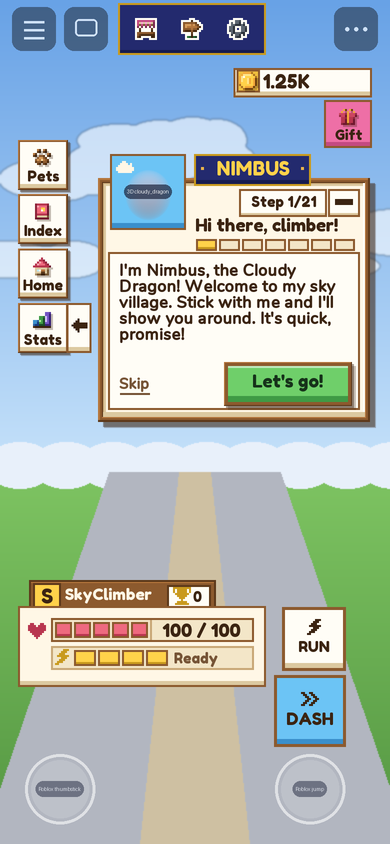 1.25K
Gift
Pets
Index
Home
Stats
3D cloudy_dragon
NIMBUS
Step 1/21
Hi there, climber!
I'm Nimbus, the Cloudy
Dragon! Welcome to my sky
village. Stick with me and I'll
show you around. It's quick,
promise!
Skip
Let's go!
S SkyClimber 0
100 / 100
Ready
RUN
DASH
Roblox thumbstick
Roblox jump